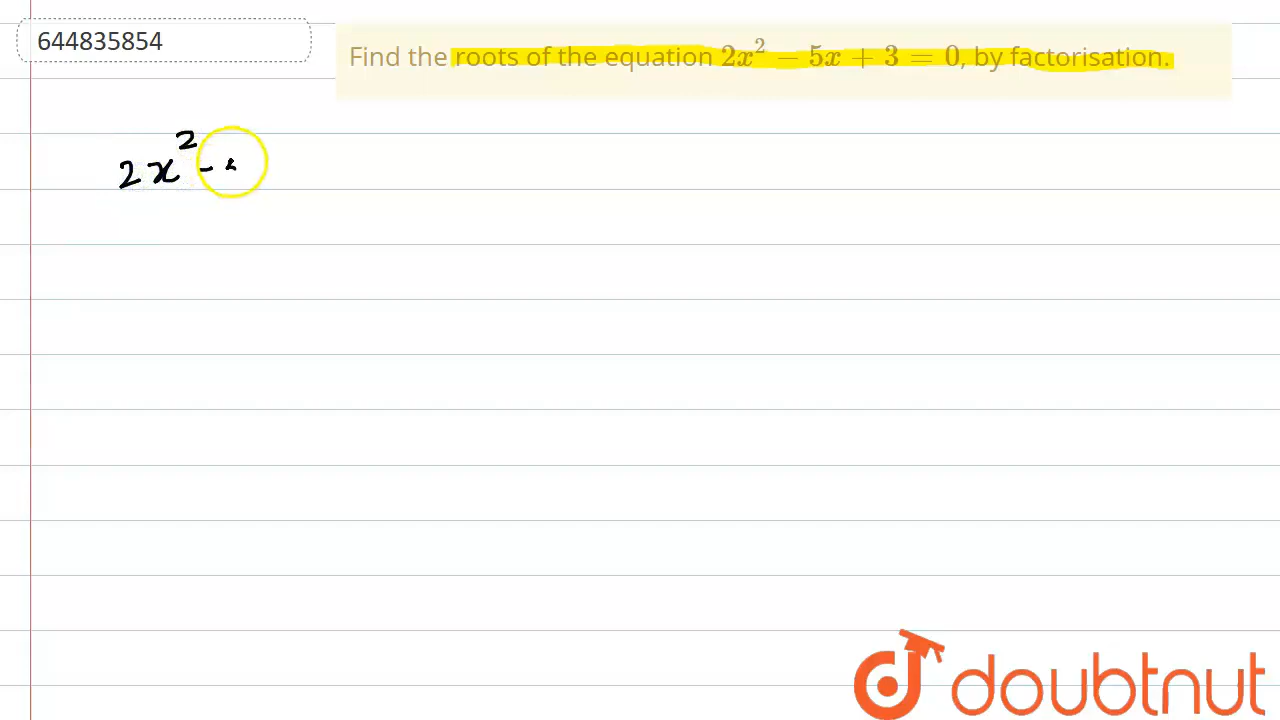 644835854
Find the roots of the equation 2x² − 5x + 3 = 0, by factorisation.
2x² -
doubtnut